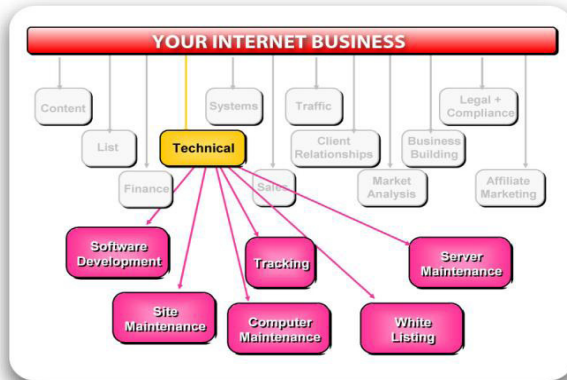 YOUR INTERNET BUSINESS
Content
Systems
Traffic
Legal +
Compliance
List
Technical
Client
Relationships
Business
Building
Finance
Sales
Market
Analysis
Affiliate
Marketing
Software
Development
Tracking
Server
Maintenance
Site
Maintenance
Computer
Maintenance
White
Listing